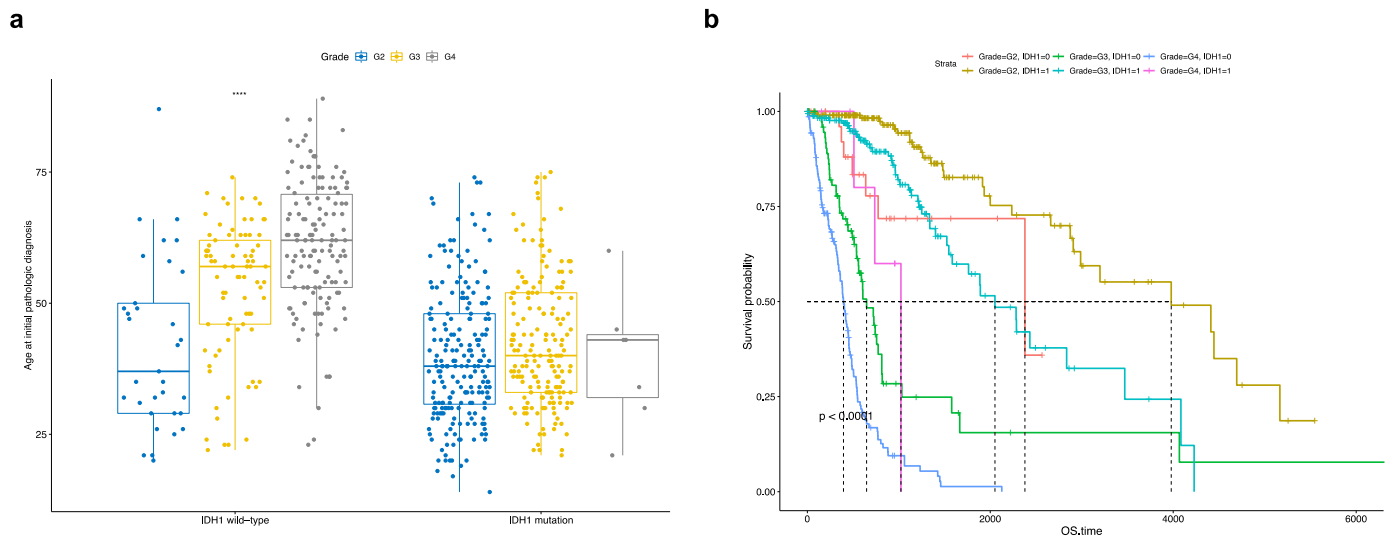 a
Grade G2 G3 G4
****
Age at initial pathologic diagnosis
75
50
25
IDH1 wild−type
IDH1 mutation
b
Strata
Grade=G2, IDH1=0 Grade=G3, IDH1=0 Grade=G4, IDH1=0
Grade=G2, IDH1=1 Grade=G3, IDH1=1 Grade=G4, IDH1=1
Survival probability
1.00
0,75
0.50
0,25
0.00
p < 0.0001
0 2000 4000 6000
OS.time